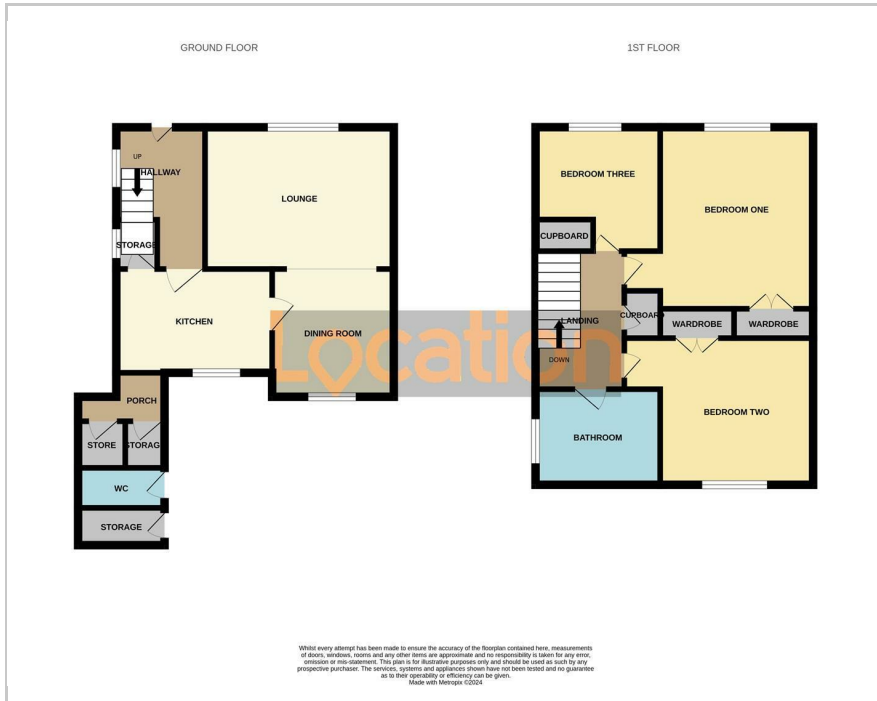 GROUND FLOOR
1ST FLOOR
UP
HALLWAY
LOUNGE
STORAGE
KITCHEN
DINING ROOM
PORCH
STORE
STORAGE
WC
STORAGE
BEDROOM THREE
BEDROOM ONE
CUPBOARD
LANDING
CUPBOARD
WARDROBE
WARDROBE
DOWN
BATHROOM
BEDROOM TWO
Location
Whilst every attempt has been made to ensure the accuracy of the floorplan contained here, measurements
of doors, windows, rooms and any other items are approximate and no responsibility is taken for any error,
omission or mis-statement. This plan is for illustrative purposes only and should be used as such by any
prospective purchaser. The services, systems and appliances shown have not been tested and no guarantee
as to their operability or efficiency can be given.
Made with Metropix ©2024